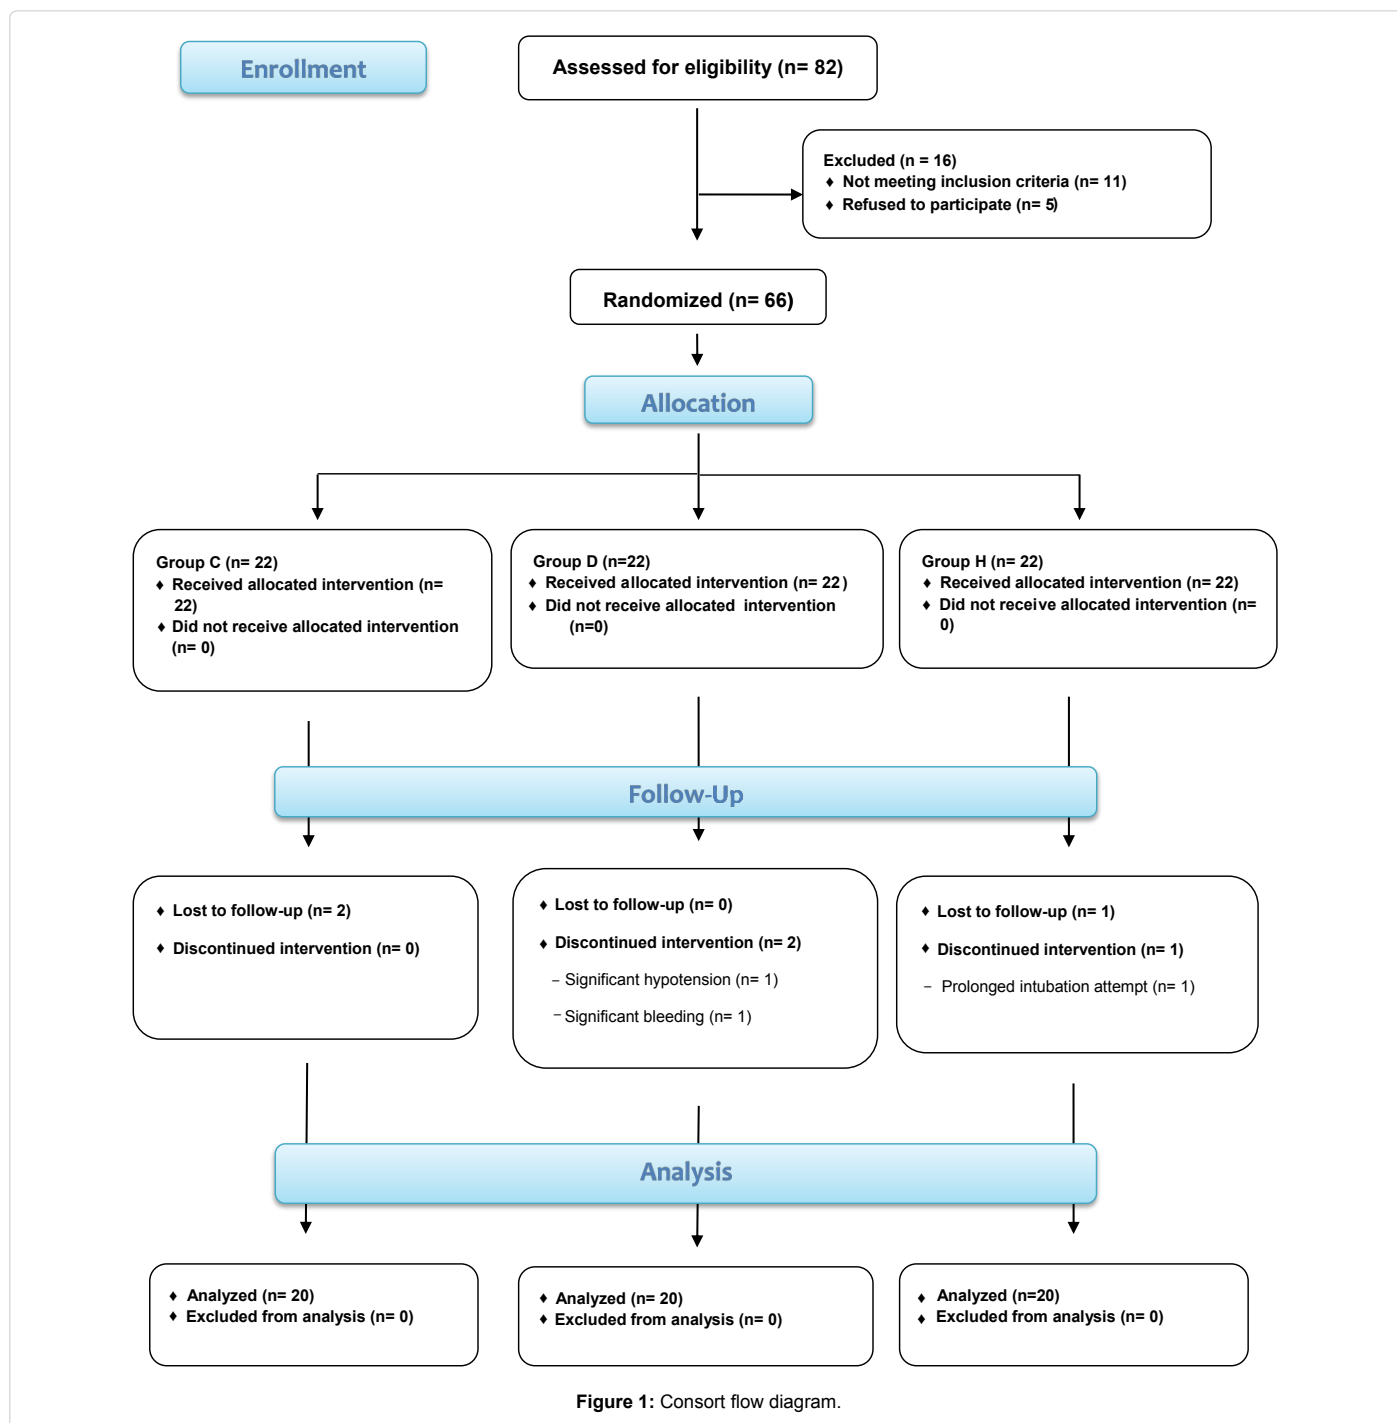 Enrollment
Assessed for eligibility (n= 82)
Excluded (n = 16)
♦ Not meeting inclusion criteria (n= 11)
♦ Refused to participate (n= 5)
Randomized (n= 66)
Allocation
Group C (n= 22)
♦ Received allocated intervention (n=
22)
♦ Did not receive allocated intervention
(n= 0)
Group D (n=22)
♦ Received allocated intervention (n= 22)
♦ Did not receive allocated intervention
(n=0)
Group H (n= 22)
♦ Received allocated intervention (n= 22)
♦ Did not receive allocated intervention (n=
0)
Follow-Up
♦ Lost to follow-up (n= 2)
♦ Discontinued intervention (n= 0)
♦ Lost to follow-up (n= 0)
♦ Discontinued intervention (n= 2)
– Significant hypotension (n= 1)
– Significant bleeding (n= 1)
♦ Lost to follow-up (n= 1)
♦ Discontinued intervention (n= 1)
– Prolonged intubation attempt (n= 1)
Analysis
♦ Analyzed (n= 20)
♦ Excluded from analysis (n= 0)
♦ Analyzed (n= 20)
♦ Excluded from analysis (n= 0)
♦ Analyzed (n=20)
♦ Excluded from analysis (n= 0)
Figure 1: Consort flow diagram.